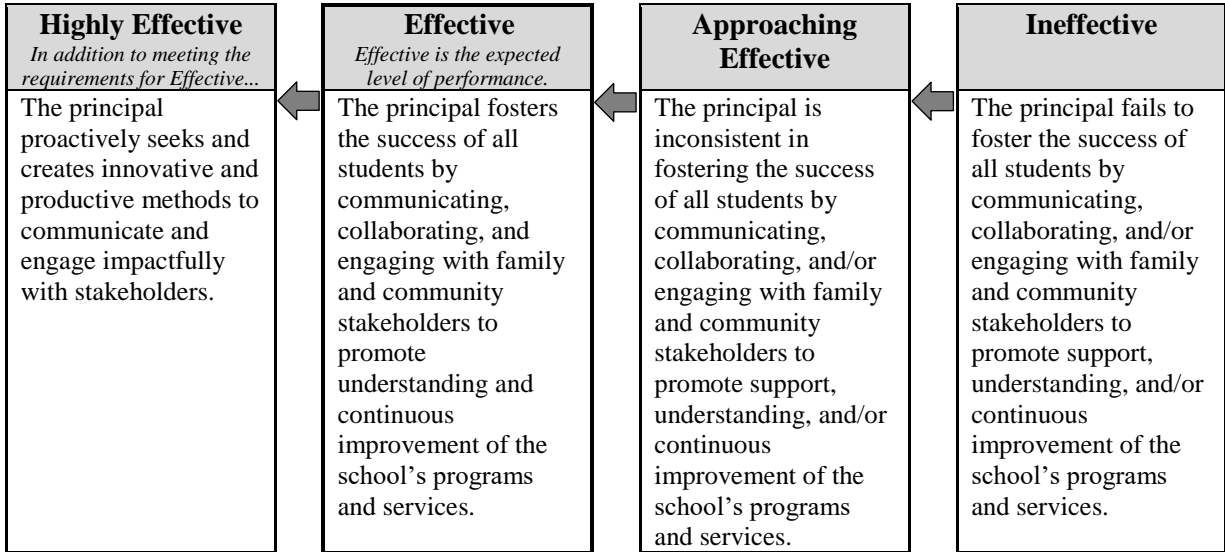 Highly Effective
In addition to meeting the
requirements for Effective...
The principal
proactively seeks and
creates innovative and
productive methods to
communicate and
engage impactfully
with stakeholders.
Effective
Effective is the expected
level of performance.
The principal fosters
the success of all
students by
communicating,
collaborating, and
engaging with family
and community
stakeholders to
promote
understanding and
continuous
improvement of the
school’s programs
and services.
Approaching
Effective
The principal is
inconsistent in
fostering the success
of all students by
communicating,
collaborating, and/or
engaging with family
and community
stakeholders to
promote support,
understanding, and/or
continuous
improvement of the
school’s programs
and services.
Ineffective
The principal fails to
foster the success of
all students by
communicating,
collaborating, and/or
engaging with family
and community
stakeholders to
promote support,
understanding, and/or
continuous
improvement of the
school’s programs
and services.